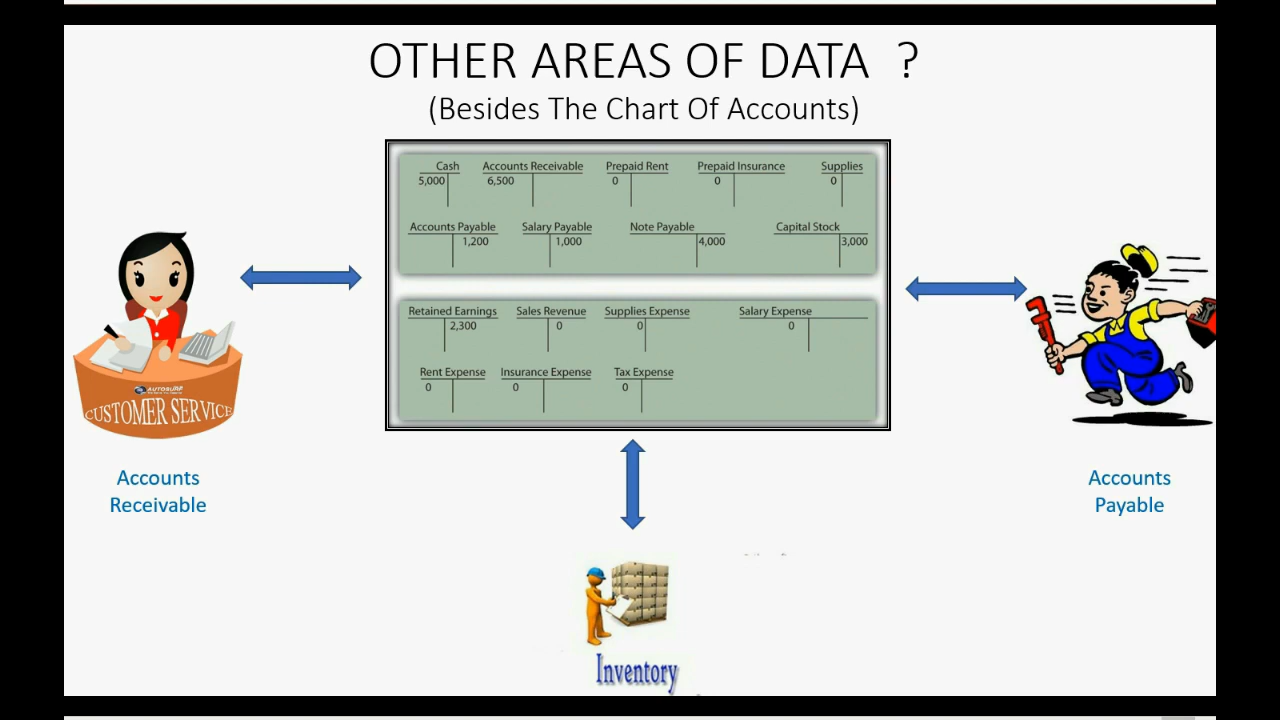 OTHER AREAS OF DATA ?
(Besides The Chart Of Accounts)
Cash Accounts Receivable Prepaid Rent Prepaid Insurance Supplies
5,000 6,500 0 0 0
Accounts Payable Salary Payable Note Payable Capital Stock
1,200 1,000 4,000 3,000
Retained Earnings Sales Revenue Supplies Expense Salary Expense
2,300 0 0 0
Rent Expense Insurance Expense Tax Expense
0 0 0
AUTOSURF
CUSTOMER SERVICE
Accounts
Receivable
Accounts
Payable
Inventory